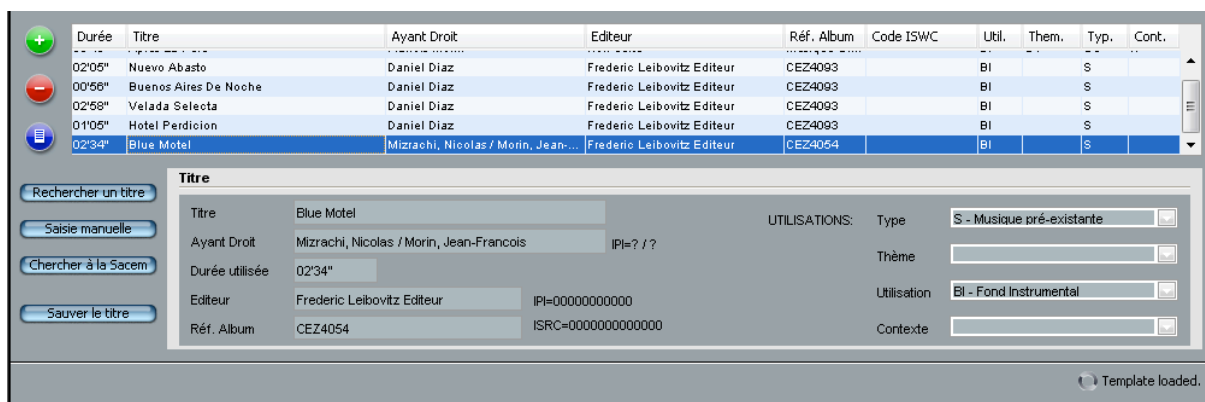 Durée Titre Ayant Droit Editeur Réf. Album Code ISWC Util. Them. Typ. Cont.
02'05" Nuevo Abasto Daniel Diaz Frederic Leibovitz Editeur CEZ4093 BI S
00'56" Buenos Aires De Noche Daniel Diaz Frederic Leibovitz Editeur CEZ4093 BI S
02'58" Velada Selecta Daniel Diaz Frederic Leibovitz Editeur CEZ4093 BI S
01'05" Hotel Perdicion Daniel Diaz Frederic Leibovitz Editeur CEZ4093 BI S
02'34" Blue Motel Mizrachi, Nicolas / Morin, Jean-... Frederic Leibovitz Editeur CEZ4054 BI S
Rechercher un titre
Saisie manuelle
Chercher à la Sacem
Sauver le titre
Titre
Titre Blue Motel
Ayant Droit Mizrachi, Nicolas / Morin, Jean-Francois IPI=? / ?
Durée utilisée 02'34"
Editeur Frederic Leibovitz Editeur IPI=00000000000
Réf. Album CEZ4054 ISRC=0000000000000
UTILISATIONS: Type S - Musique pré-existante
Thème
Utilisation BI - Fond Instrumental
Contexte
Template loaded.